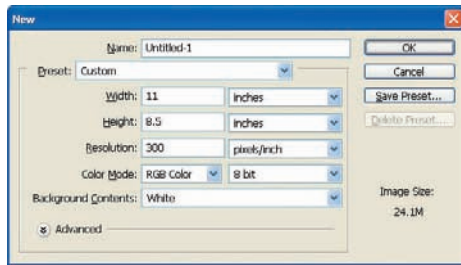 New
Name: Untitled-1
OK
Preset: Custom
Cancel
Width: 11 inches
Save Preset...
Height: 8.5 inches
Delete Preset...
Resolution: 300 pixels/inch
Color Mode: RGB Color 8 bit
Image Size:
Background Contents: White
24.1M
Advanced